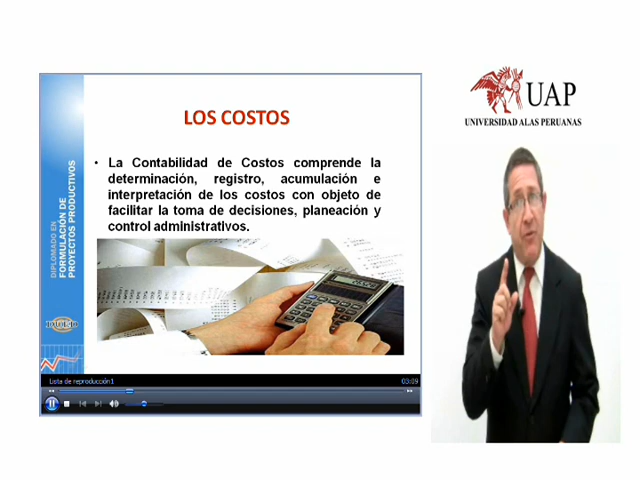 LOS COSTOS
• La Contabilidad de Costos comprende la
determinación, registro, acumulación e
interpretación de los costos con objeto de
facilitar la toma de decisiones, planeación y
control administrativos.
DIPLOMADO EN
FORMULACIÓN DE
PROYECTOS PRODUCTIVOS
Lista de reproducción1
03:09
UAP
UNIVERSIDAD ALAS PERUANAS